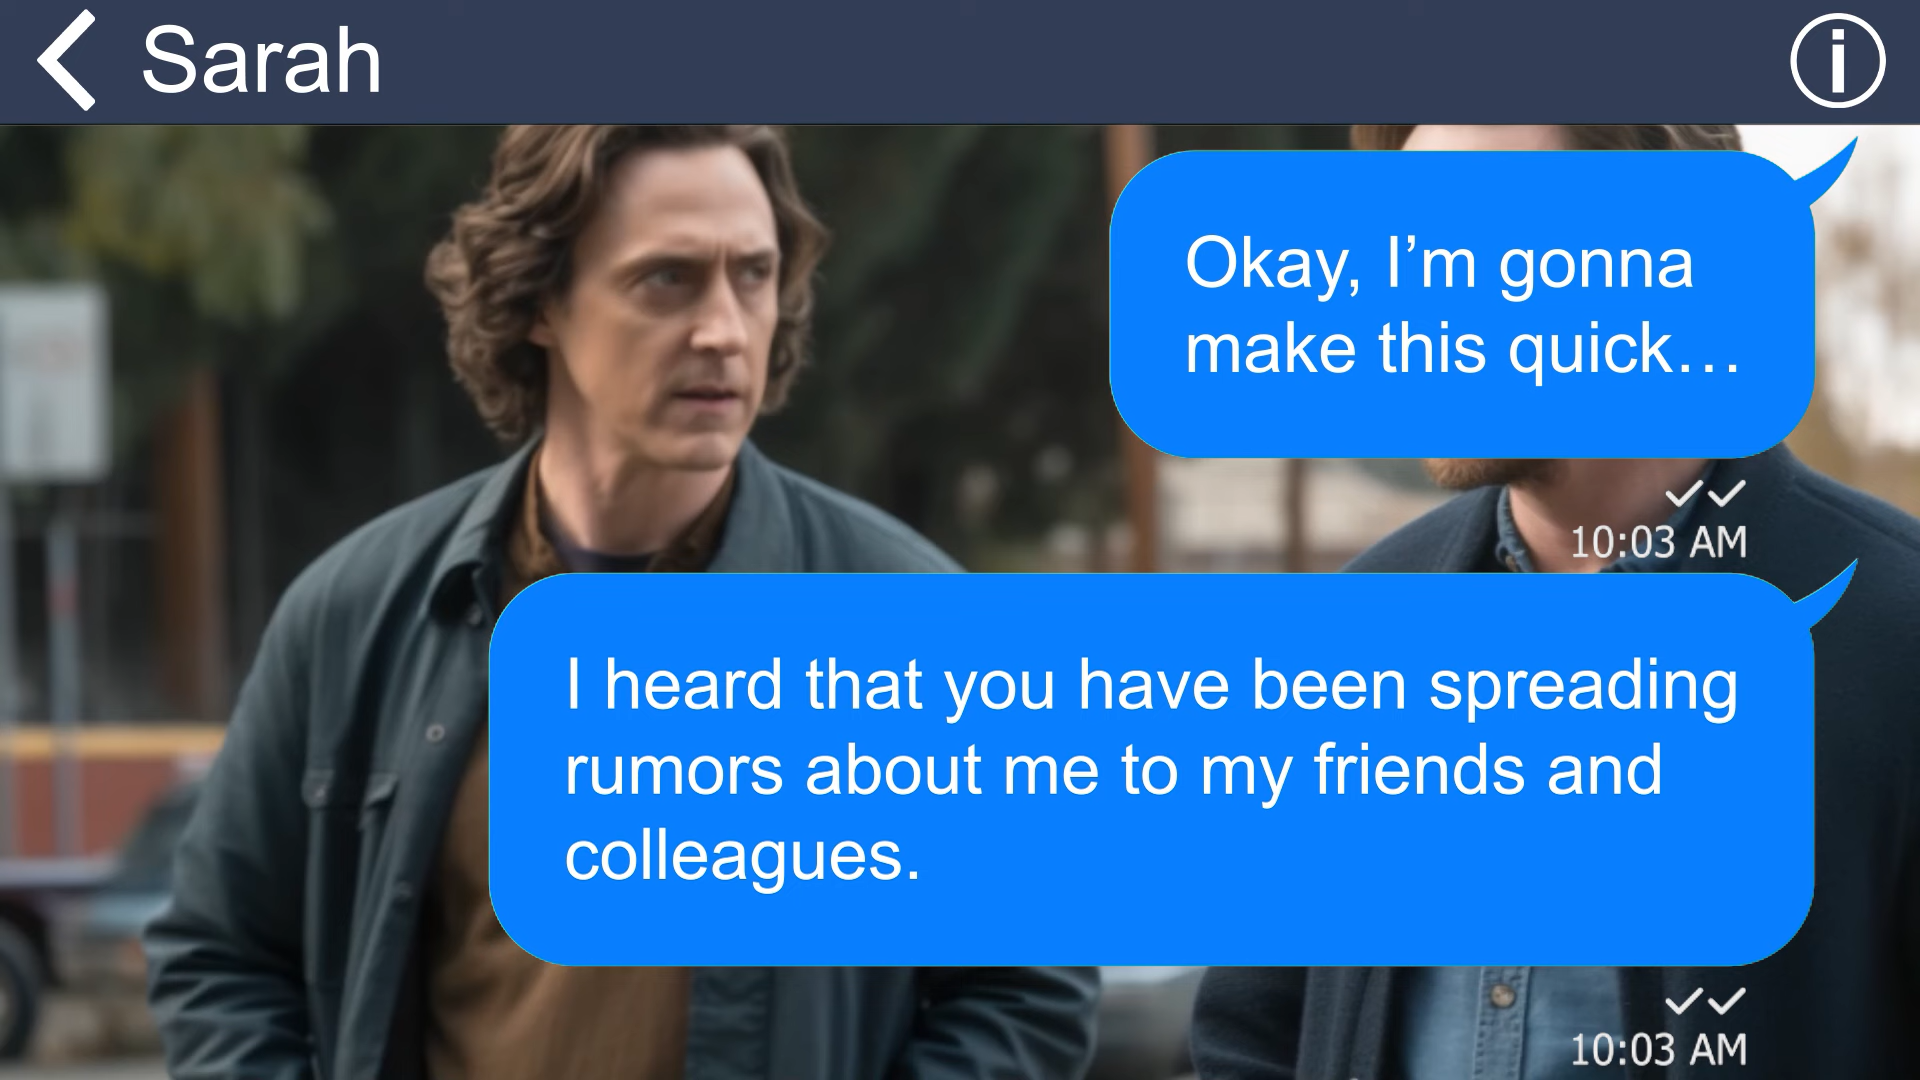 Sarah
Okay, I’m gonna
make this quick…
10:03 AM
I heard that you have been spreading
rumors about me to my friends and
colleagues.
10:03 AM